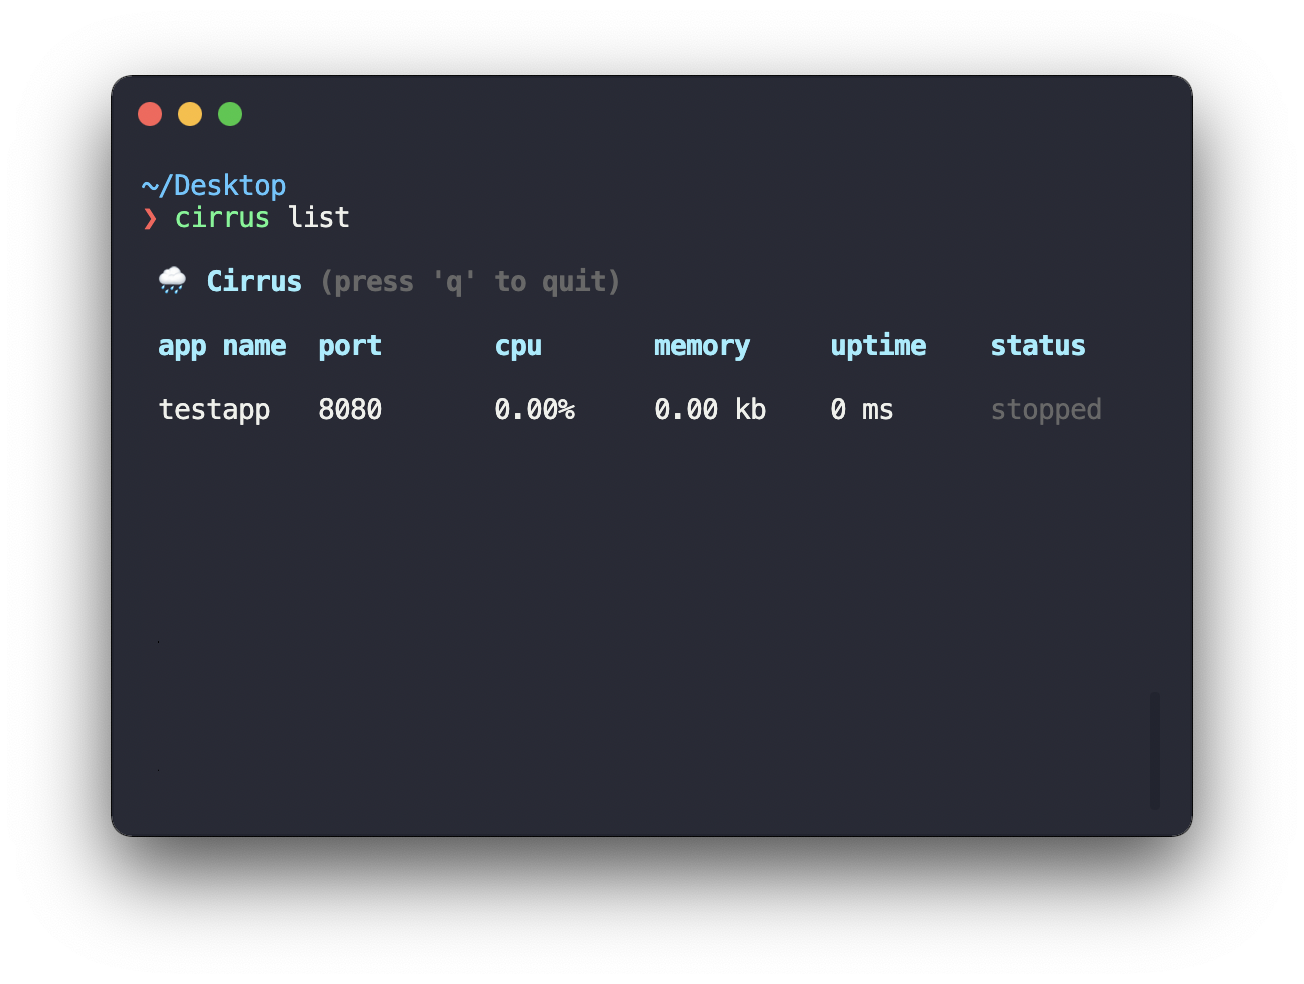 ~/Desktop
❯ cirrus list
🌧 Cirrus (press 'q' to quit)
app name port cpu memory uptime status
testapp 8080 0.00% 0.00 kb 0 ms stopped